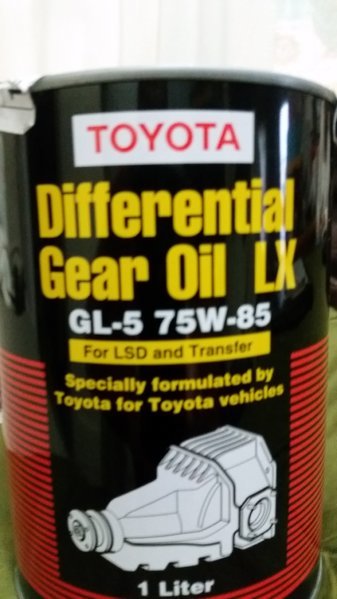 TOYOTA
Differential
Gear Oil LX
GL-5 75W-85
For LSD and Transfer
Specially formulated by
Toyota for Toyota vehicles
1 Liter